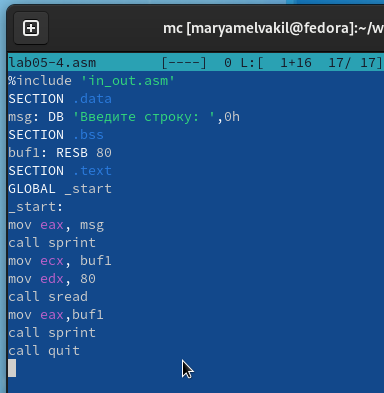 mc [maryamelvakil@fedora]:~/w
lab05-4.asm [----] 0 L:[ 1+16 17/ 17]
%include 'in_out.asm'
SECTION .data
msg: DB 'Введите строку: ',0h
SECTION .bss
buf1: RESB 80
SECTION .text
GLOBAL _start
_start:
mov eax, msg
call sprint
mov ecx, buf1
mov edx, 80
call sread
mov eax,buf1
call sprint
call quit